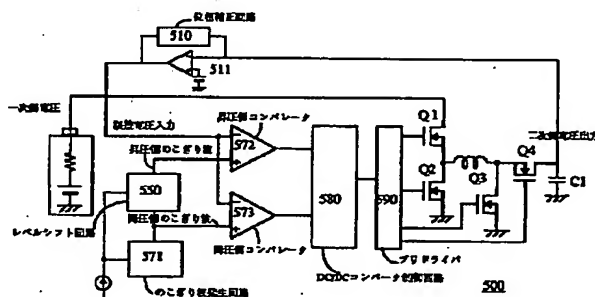 位相補正回路
510
511
一次側電圧
誤差電圧入力
昇圧側コンパレータ
Q1
二次側電圧出力
572
Q2
Q4
Q3
昇圧側のこぎり波
550
580
590
C1
573
降圧側のこぎり波
レベルシフト回路
降圧側コンパレータ
プリドライバ
578
DC/DCコンバータ制御回路
500
のこぎり波発生回路